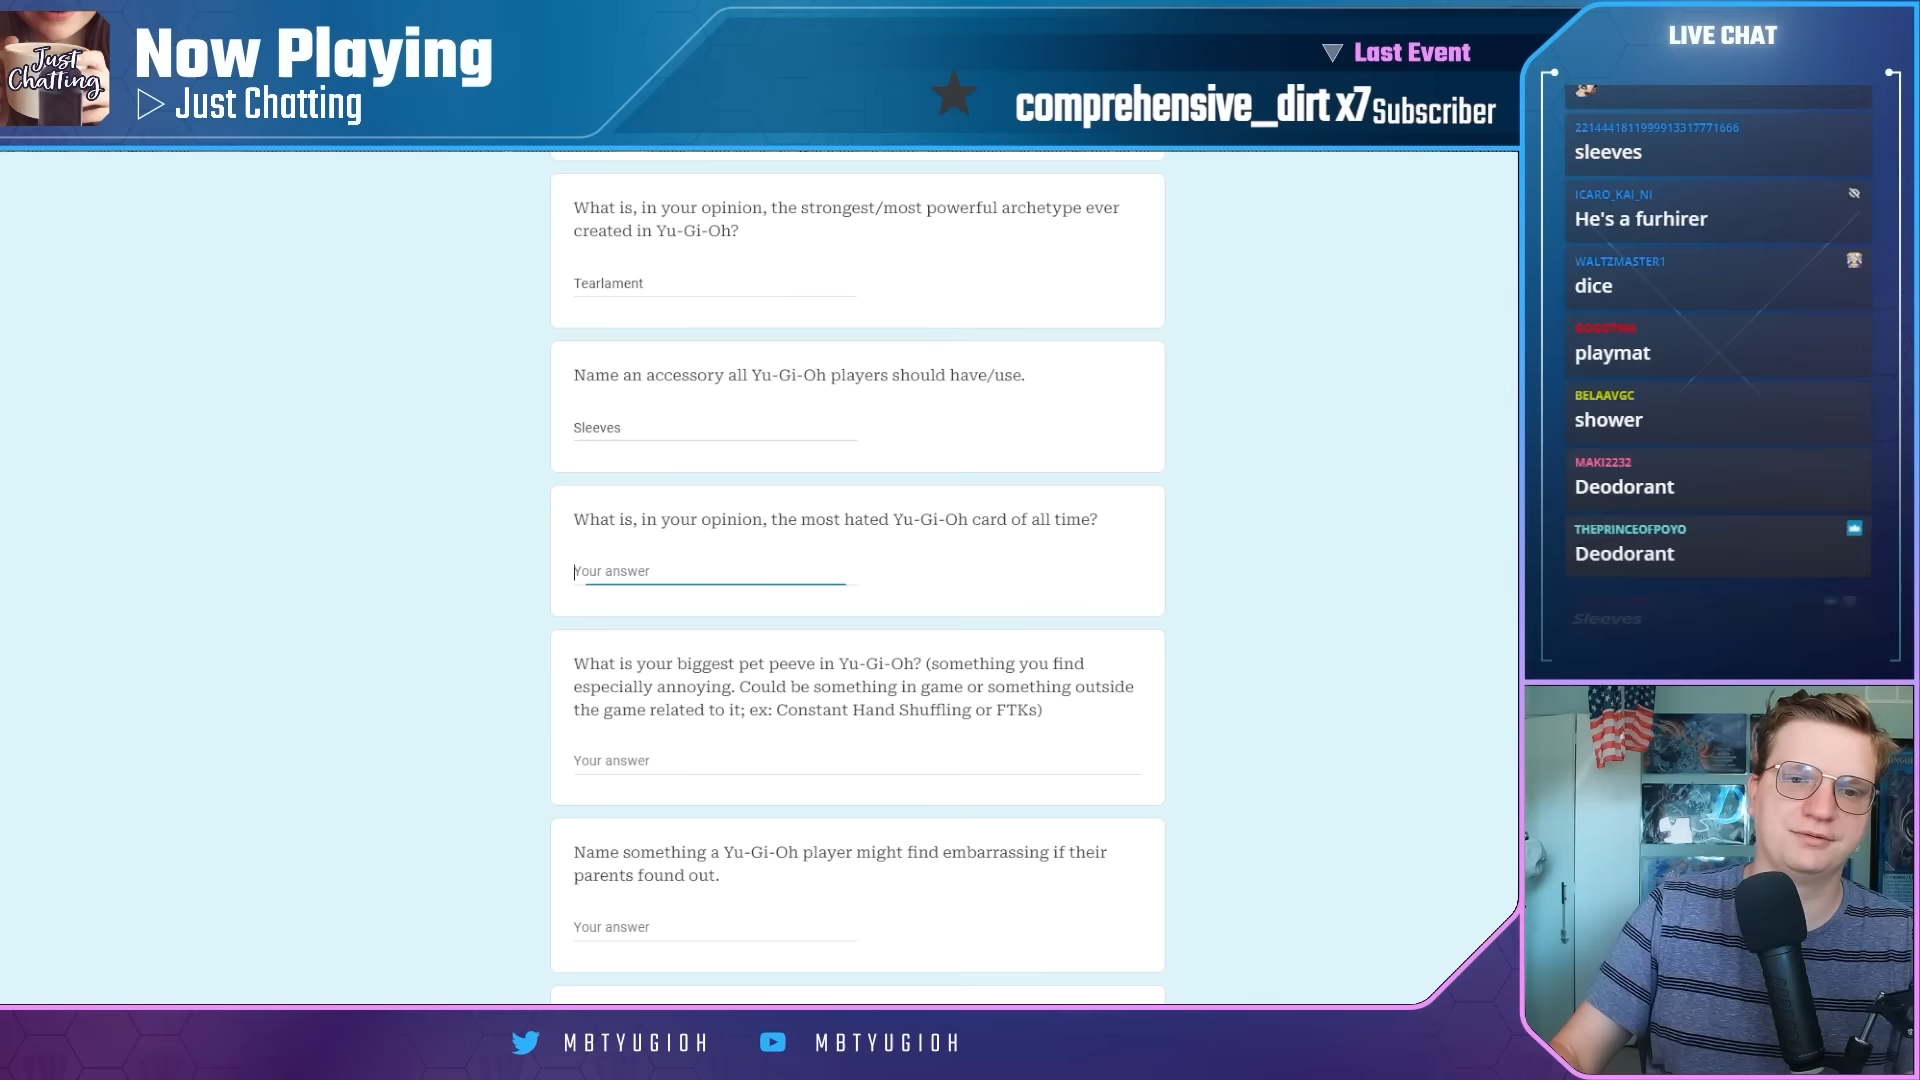 Just
Chatting
Now Playing
Just Chatting
Last Event
comprehensive_dirt x7 Subscriber
What is, in your opinion, the strongest/most powerful archetype ever
created in Yu-Gi-Oh?
Tearlament
Name an accessory all Yu-Gi-Oh players should have/use.
Sleeves
What is, in your opinion, the most hated Yu-Gi-Oh card of all time?
Your answer
What is your biggest pet peeve in Yu-Gi-Oh? (something you find
especially annoying. Could be something in game or something outside
the game related to it; ex: Constant Hand Shuffling or FTKs)
Your answer
Name something a Yu-Gi-Oh player might find embarrassing if their
parents found out.
Your answer
LIVE CHAT
2214441811999913317771666
sleeves
ICARO_KAI_NI
He's a furhirer
WALTZMASTER1
dice
playmat
BELAAVGC
shower
MAKI2232
Deodorant
THEPRINCEOFPOYO
Deodorant
Sleeves
MBTYUGIOH
MBTYUGIOH